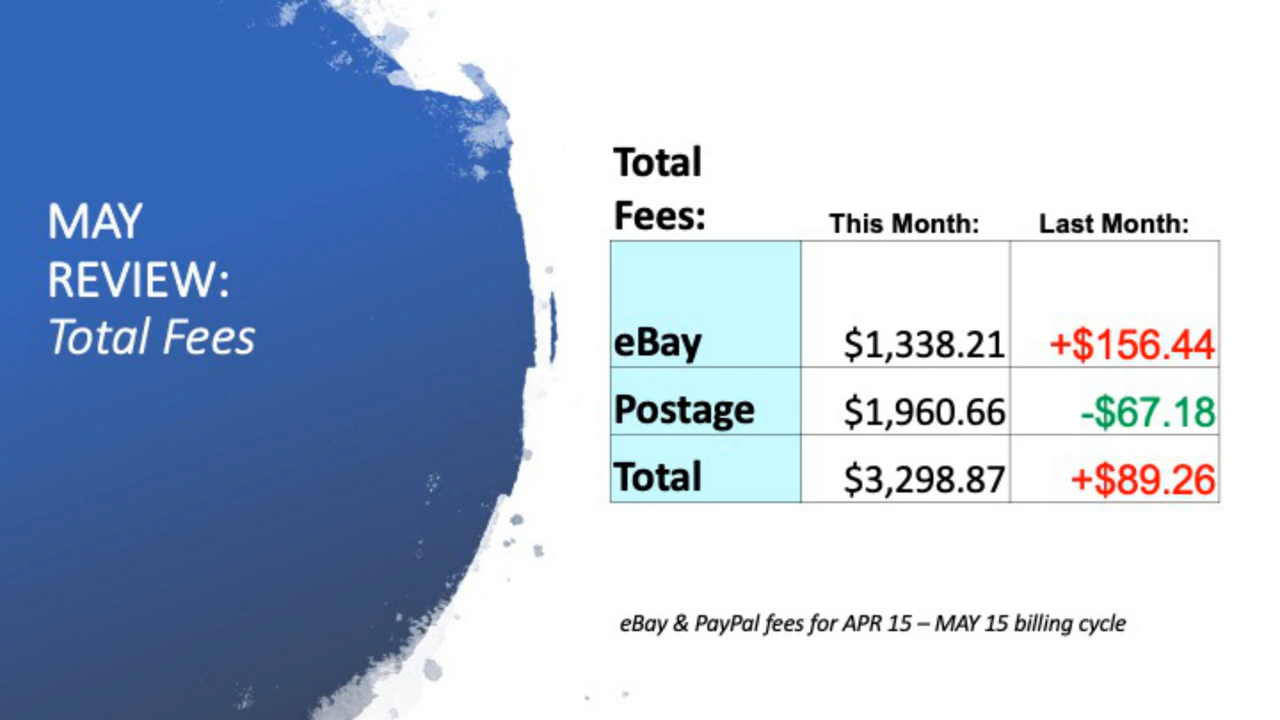 MAY
REVIEW:
Total Fees
Total
Fees: This Month: Last Month:
eBay $1,338.21 +$156.44
Postage $1,960.66 -$67.18
Total $3,298.87 +$89.26
eBay & PayPal fees for APR 15 – MAY 15 billing cycle